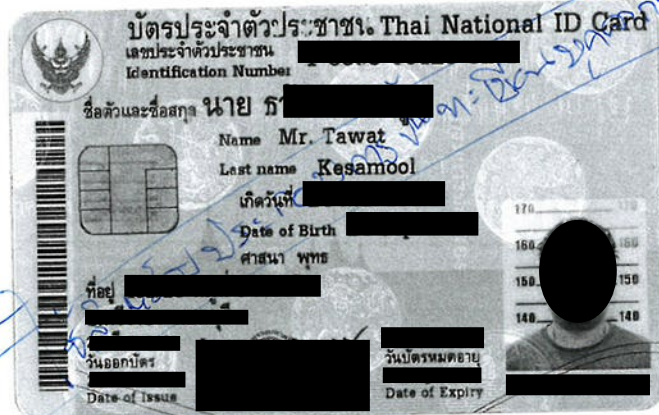 บัตรประจำตัวประชาชน Thai National ID Card
เลขประจำตัวประชาชน
Identification Number
ชื่อตัวและชื่อสกุล นาย
Name Mr. Tawat
Last name Kesamool
เกิดวันที่
Date of Birth
ศาสนา พุทธ
ที่อยู่
วันออกบัตร
Date of Issue
วันบัตรหมดอายุ
Date of Expiry
170
160 160
150 150
140 140